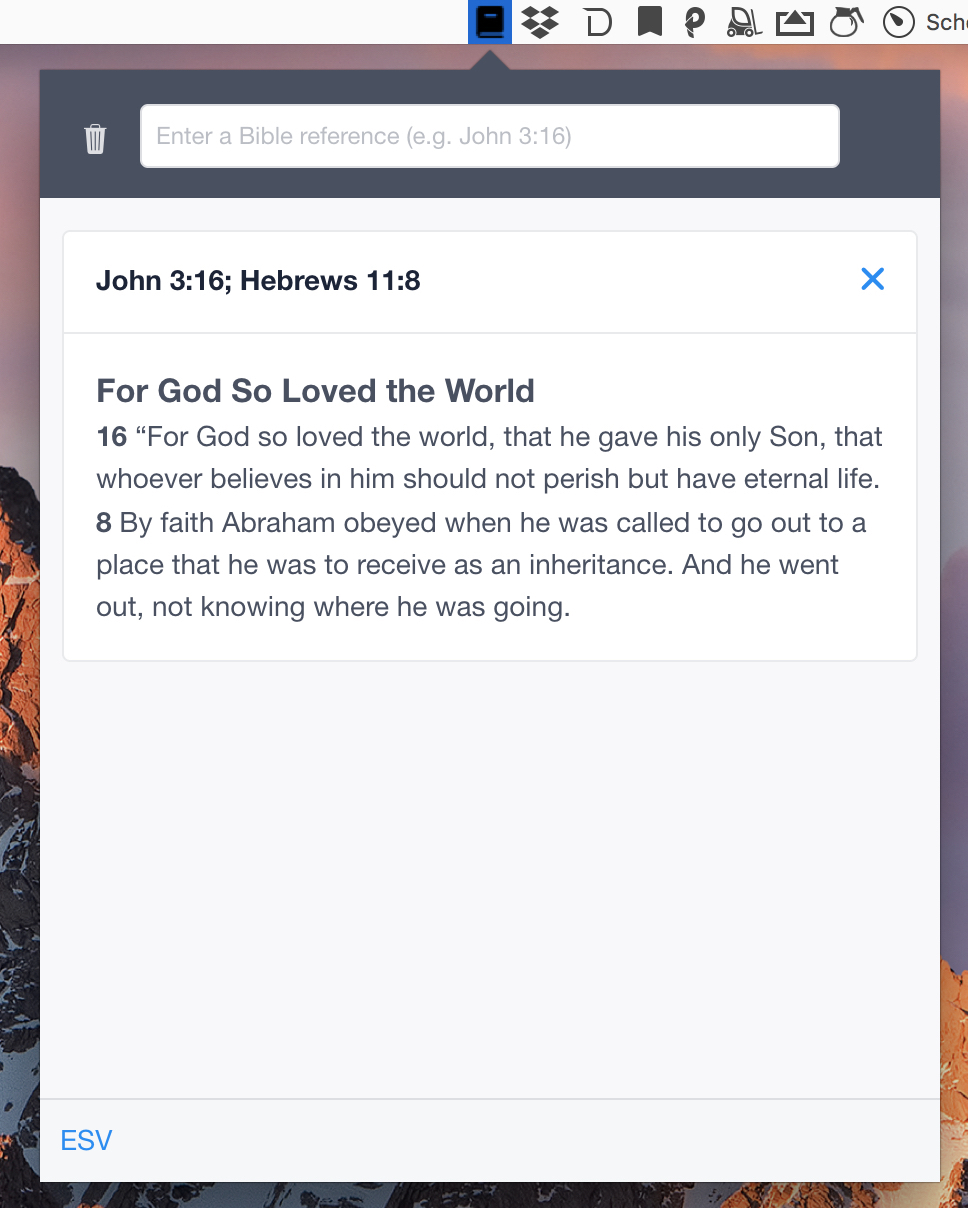 Sch
Enter a Bible reference (e.g. John 3:16)
John 3:16; Hebrews 11:8
For God So Loved the World
16 “For God so loved the world, that he gave his only Son, that
whoever believes in him should not perish but have eternal life.
8 By faith Abraham obeyed when he was called to go out to a
place that he was to receive as an inheritance. And he went
out, not knowing where he was going.
ESV